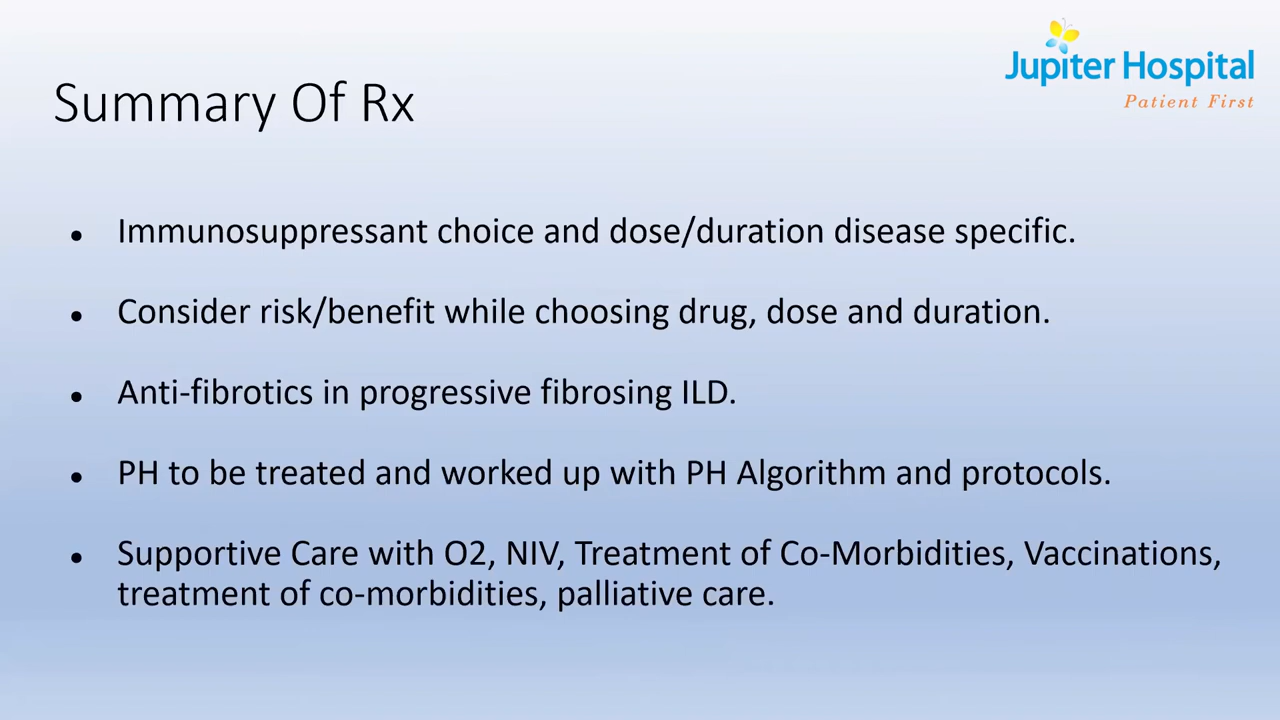 Jupiter Hospital
Patient First
Summary Of Rx
• Immunosuppressant choice and dose/duration disease specific.
• Consider risk/benefit while choosing drug, dose and duration.
• Anti-fibrotics in progressive fibrosing ILD.
• PH to be treated and worked up with PH Algorithm and protocols.
• Supportive Care with O2, NIV, Treatment of Co-Morbidities, Vaccinations,
treatment of co-morbidities, palliative care.